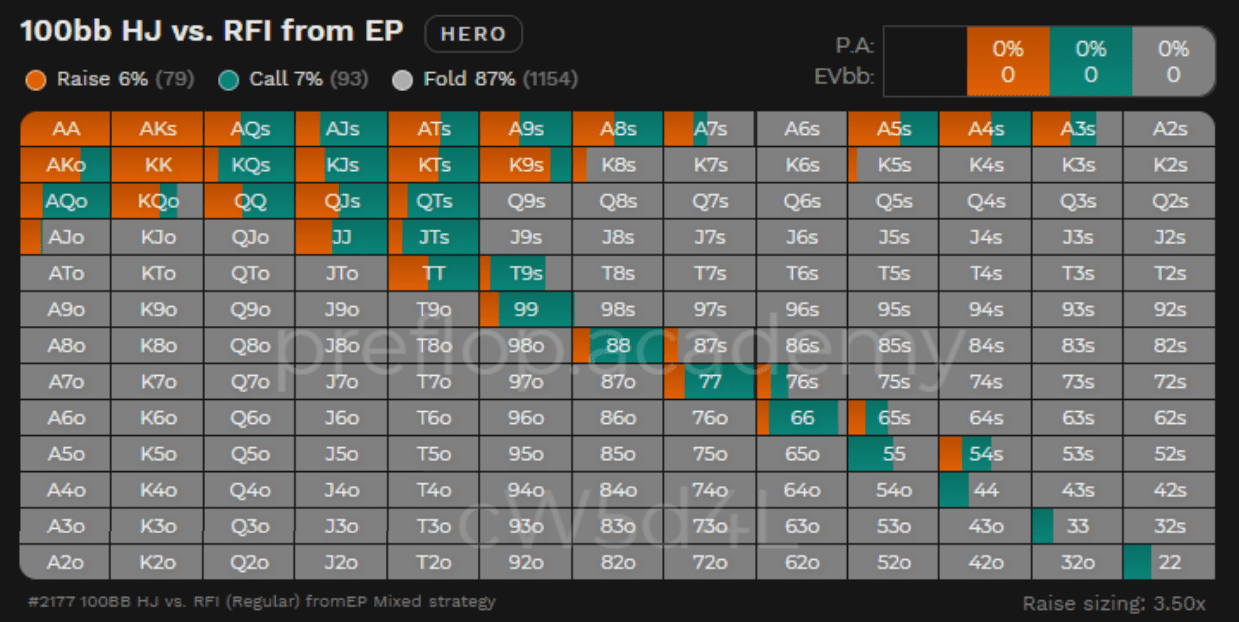 100bb HJ vs. RFI from EP HERO
P.A: 0% 0% 0%
Raise 6% (79) Call 7% (93) Fold 87% (1154)
EVbb: 0 0 0
AA AKs AQs AJs ATs A9s A8s A7s A6s A5s A4s A3s A2s
AKo KK KQs KJs KTs K9s K8s K7s K6s K5s K4s K3s K2s
AQo KQo QQ QJs QTs Q9s Q8s Q7s Q6s Q5s Q4s Q3s Q2s
AJo KJo QJo JJ JTs J9s J8s J7s J6s J5s J4s J3s J2s
ATo KTo QTo JTo TT T9s T8s T7s T6s T5s T4s T3s T2s
A9o K9o Q9o J9o T9o 99 98s 97s 96s 95s 94s 93s 92s
A8o K8o Q8o J8o T8o 98o 88 87s 86s 85s 84s 83s 82s
preflop.academy
A7o K7o Q7o J7o T7o 97o 87o 77 76s 75s 74s 73s 72s
A6o K6o Q6o J6o T6o 96o 86o 76o 66 65s 64s 63s 62s
A5o K5o Q5o J5o T5o 95o 85o 75o 65o 55 54s 53s 52s
A4o K4o Q4o J4o T4o 94o 84o 74o 64o 54o 44 43s 42s
A3o K3o Q3o J3o T3o 93o 83o 73o 63o 53o 43o 33 32s
cW5d4L
A2o K2o Q2o J2o T2o 92o 82o 72o 62o 52o 42o 32o 22
#2177 100BB HJ vs. RFI (Regular) fromEP Mixed strategy
Raise sizing: 3.50x